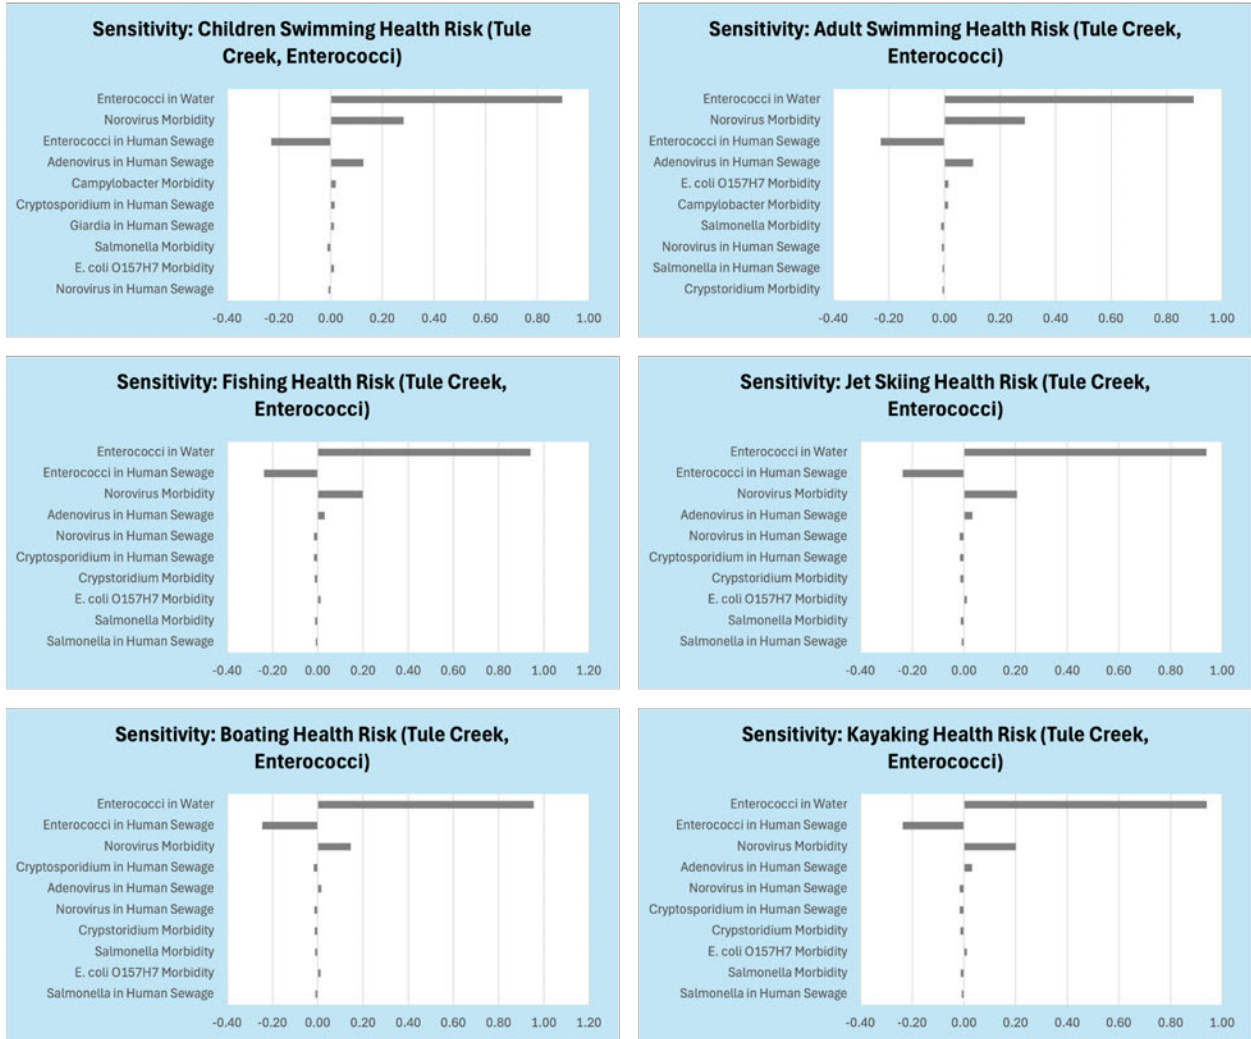 Sensitivity: Children Swimming Health Risk (Tule
Creek, Enterococci)
Enterococci in Water
Norovirus Morbidity
Enterococci in Human Sewage
Adenovirus in Human Sewage
Campylobacter Morbidity
Cryptosporidium in Human Sewage
Giardia in Human Sewage
Salmonella Morbidity
E. coli O157H7 Morbidity
Norovirus in Human Sewage
-0.40 -0.20 0.00 0.20 0.40 0.60 0.80 1.00
Sensitivity: Adult Swimming Health Risk (Tule Creek,
Enterococci)
Enterococci in Water
Norovirus Morbidity
Enterococci in Human Sewage
Adenovirus in Human Sewage
E. coli O157H7 Morbidity
Campylobacter Morbidity
Salmonella Morbidity
Norovirus in Human Sewage
Salmonella in Human Sewage
Crypstoridium Morbidity
-0.40 -0.20 0.00 0.20 0.40 0.60 0.80 1.00
Sensitivity: Fishing Health Risk (Tule Creek,
Enterococci)
Enterococci in Water
Enterococci in Human Sewage
Norovirus Morbidity
Adenovirus in Human Sewage
Norovirus in Human Sewage
Cryptosporidium in Human Sewage
Crypstoridium Morbidity
E. coli O157H7 Morbidity
Salmonella Morbidity
Salmonella in Human Sewage
-0.40 -0.20 0.00 0.20 0.40 0.60 0.80 1.00 1.20
Sensitivity: Jet Skiing Health Risk (Tule Creek,
Enterococci)
Enterococci in Water
Enterococci in Human Sewage
Norovirus Morbidity
Adenovirus in Human Sewage
Norovirus in Human Sewage
Cryptosporidium in Human Sewage
Crypstoridium Morbidity
E. coli O157H7 Morbidity
Salmonella Morbidity
Salmonella in Human Sewage
-0.40 -0.20 0.00 0.20 0.40 0.60 0.80 1.00
Sensitivity: Boating Health Risk (Tule Creek,
Enterococci)
Enterococci in Water
Enterococci in Human Sewage
Norovirus Morbidity
Cryptosporidium in Human Sewage
Adenovirus in Human Sewage
Norovirus in Human Sewage
Crypstoridium Morbidity
Salmonella Morbidity
E. coli O157H7 Morbidity
Salmonella in Human Sewage
-0.40 -0.20 0.00 0.20 0.40 0.60 0.80 1.00 1.20
Sensitivity: Kayaking Health Risk (Tule Creek,
Enterococci)
Enterococci in Water
Enterococci in Human Sewage
Norovirus Morbidity
Adenovirus in Human Sewage
Norovirus in Human Sewage
Cryptosporidium in Human Sewage
Crypstoridium Morbidity
E. coli O157H7 Morbidity
Salmonella Morbidity
Salmonella in Human Sewage
-0.40 -0.20 0.00 0.20 0.40 0.60 0.80 1.00